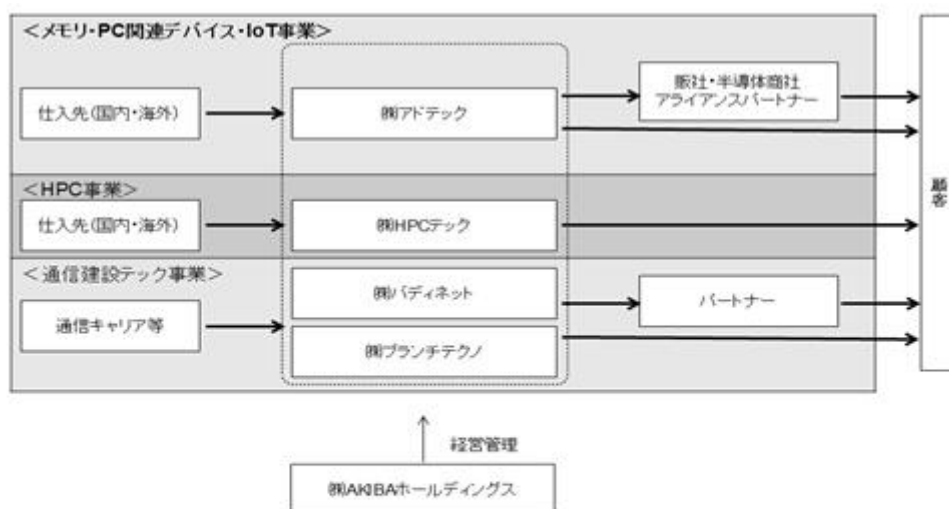 <メモリ・PC関連デバイス・IoT事業>
仕入先(国内・海外)
㈱アドテック
販社・半導体商社
アライアンスパートナー
<HPC事業>
仕入先(国内・海外)
㈱HPCテック
<通信建設テック事業>
通信キャリア等
㈱バディネット
㈱ブランチテクノ
パートナー
顧客
経営管理
㈱AKIBAホールディングス